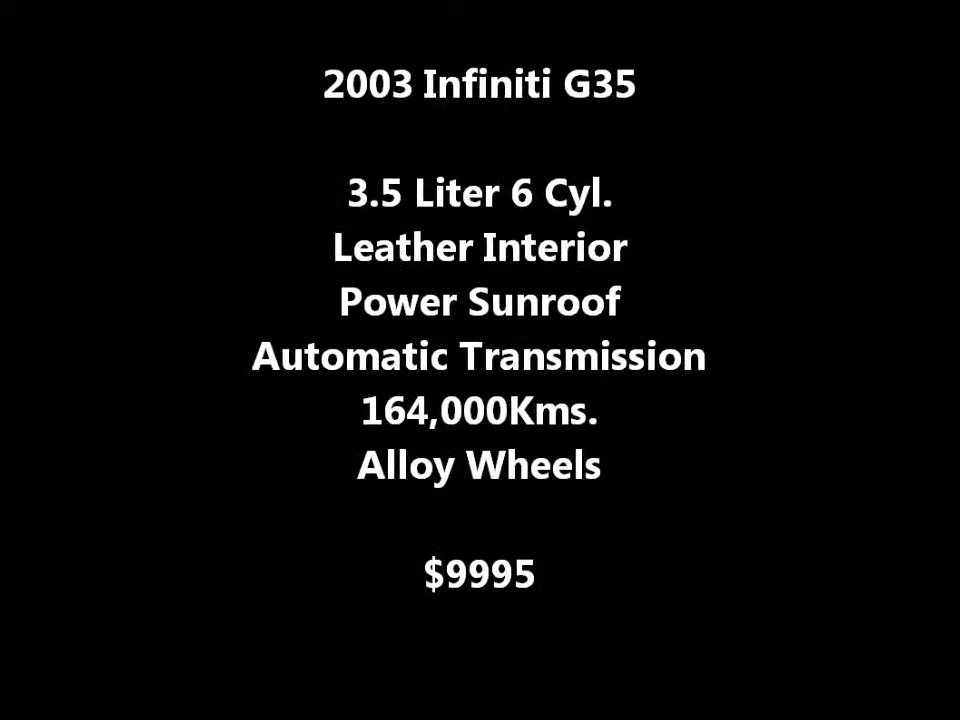 2003 Infiniti G35
3.5 Liter 6 Cyl.
Leather Interior
Power Sunroof
Automatic Transmission
164,000Kms.
Alloy Wheels
$9995